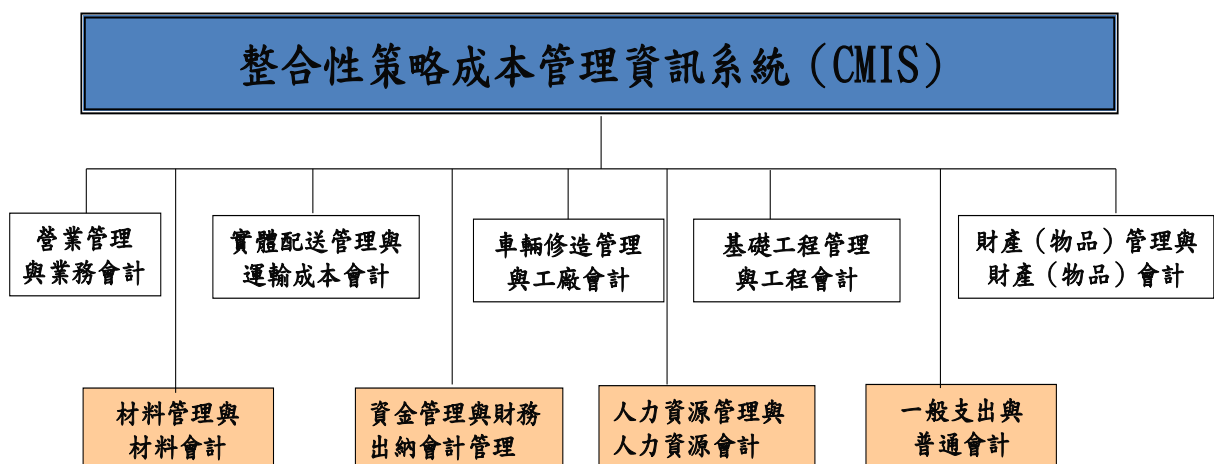 整合性策略成本管理資訊系統（CMIS）
營業管理
與業務會計
實體配送管理與
運輸成本會計
車輛修造管理
與工廠會計
基礎工程管理
與工程會計
財產（物品）管理與
財產（物品）會計
材料管理與
材料會計
資金管理與財務
出納會計管理
人力資源管理與
人力資源會計
一般支出與
普通會計